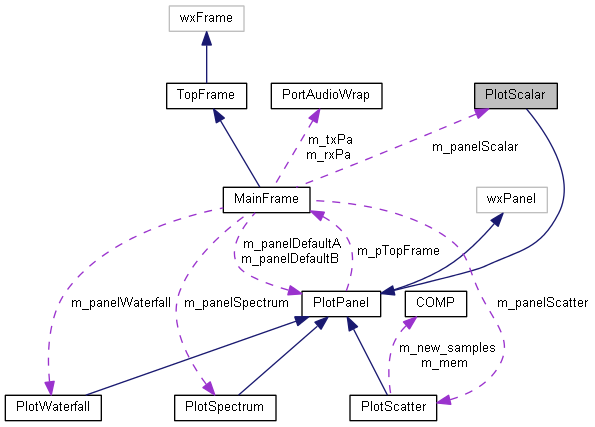 wxFrame
TopFrame
PortAudioWrap
PlotScalar
m_txPa
m_rxPa
m_panelScalar
MainFrame
wxPanel
m_panelDefaultA
m_panelDefaultB
m_pTopFrame
m_panelWaterfall
m_panelSpectrum
PlotPanel
COMP
m_panelScatter
m_new_samples
m_mem
PlotWaterfall
PlotSpectrum
PlotScatter